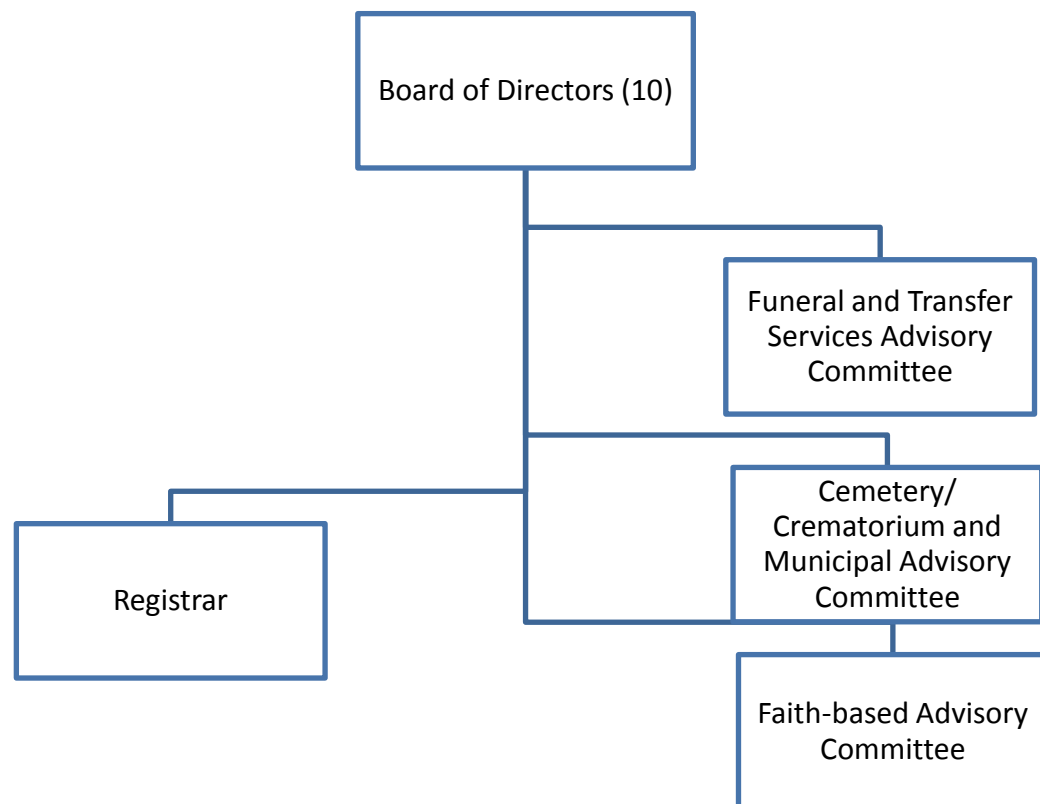 Board of Directors (10)
Funeral and Transfer
Services Advisory
Committee
Cemetery/
Crematorium and
Municipal Advisory
Committee
Registrar
Faith-based Advisory
Committee